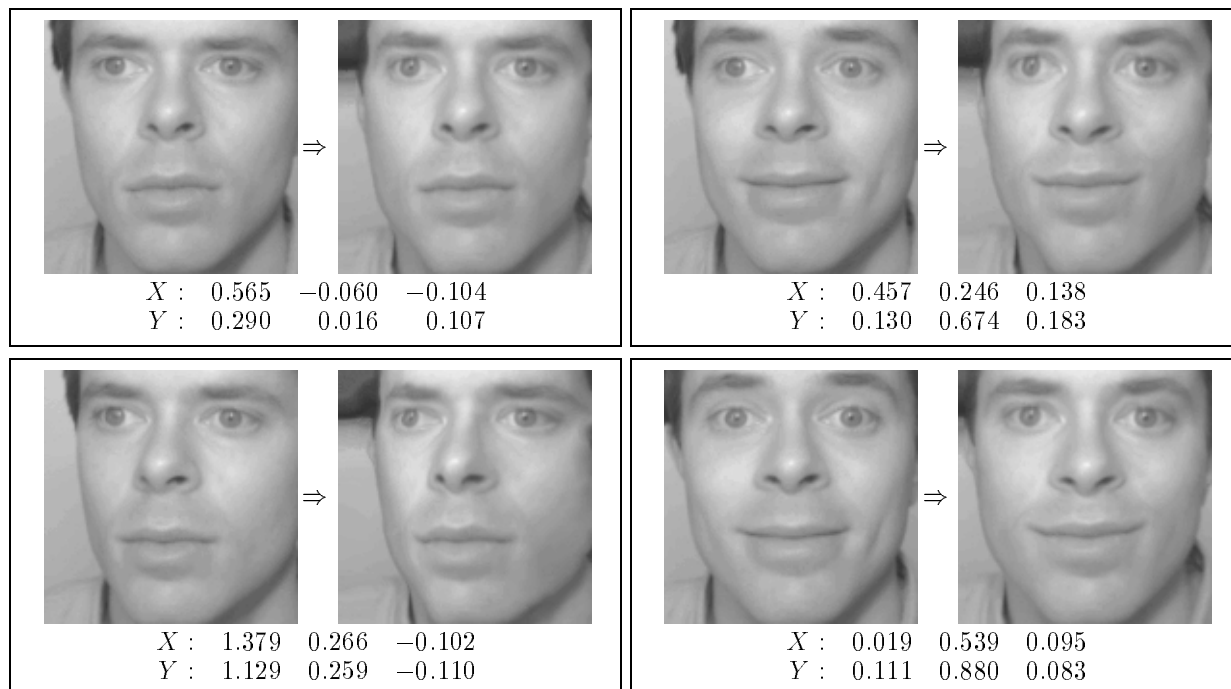 ⇒
X : 0.565 −0.060 −0.104
Y : 0.290 0.016 0.107
⇒
X : 0.457 0.246 0.138
Y : 0.130 0.674 0.183
⇒
X : 1.379 0.266 −0.102
Y : 1.129 0.259 −0.110
⇒
X : 0.019 0.539 0.095
Y : 0.111 0.880 0.083